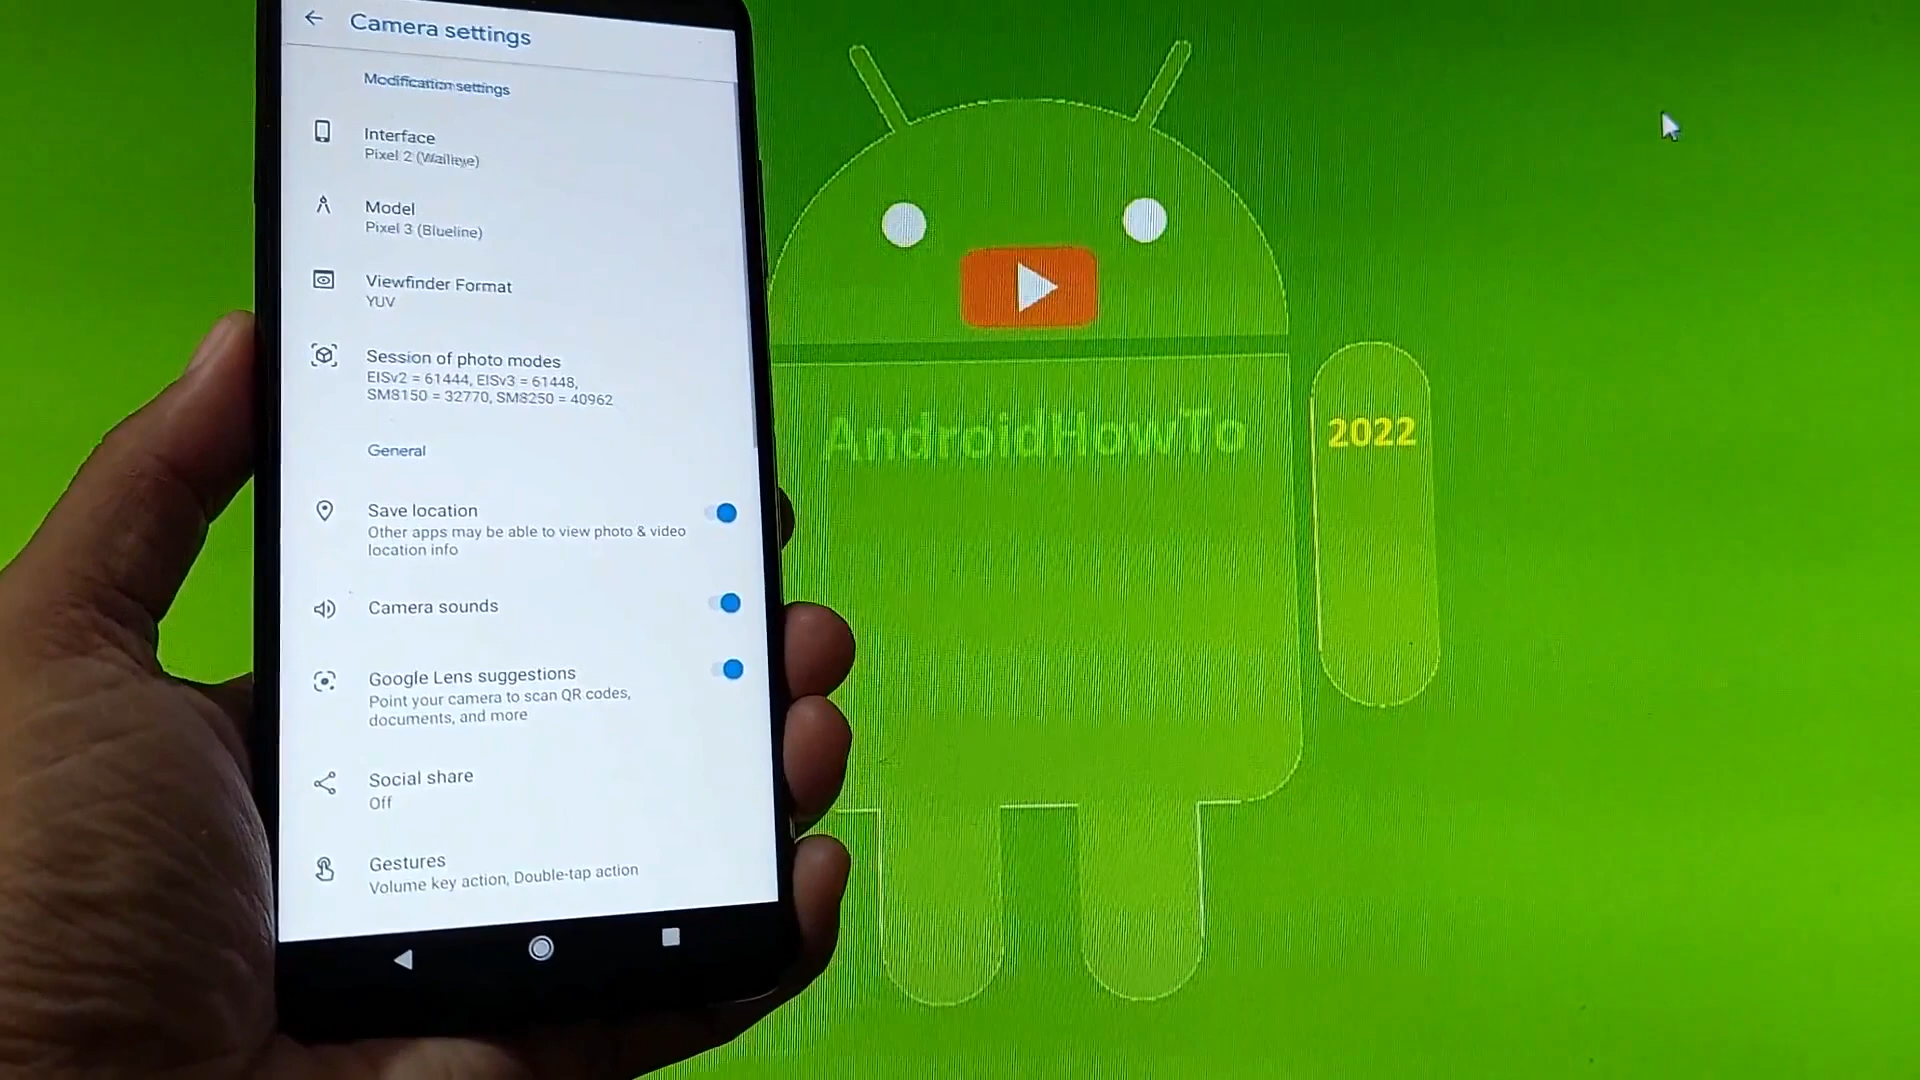 Camera settings
Modification settings
Interface
Pixel 2 (Walleye)
Model
Pixel 3 (Blueline)
Viewfinder Format
YUV
Session of photo modes
EISv2 = 61444, EISv3 = 61448,
SM8150 = 32770, SM8250 = 40962
General
Save location
Other apps may be able to view photo & video
location info
Camera sounds
Google Lens suggestions
Point your camera to scan QR codes,
documents, and more
Social share
Off
Gestures
Volume key action, Double-tap action
AndroidHowTo
2022